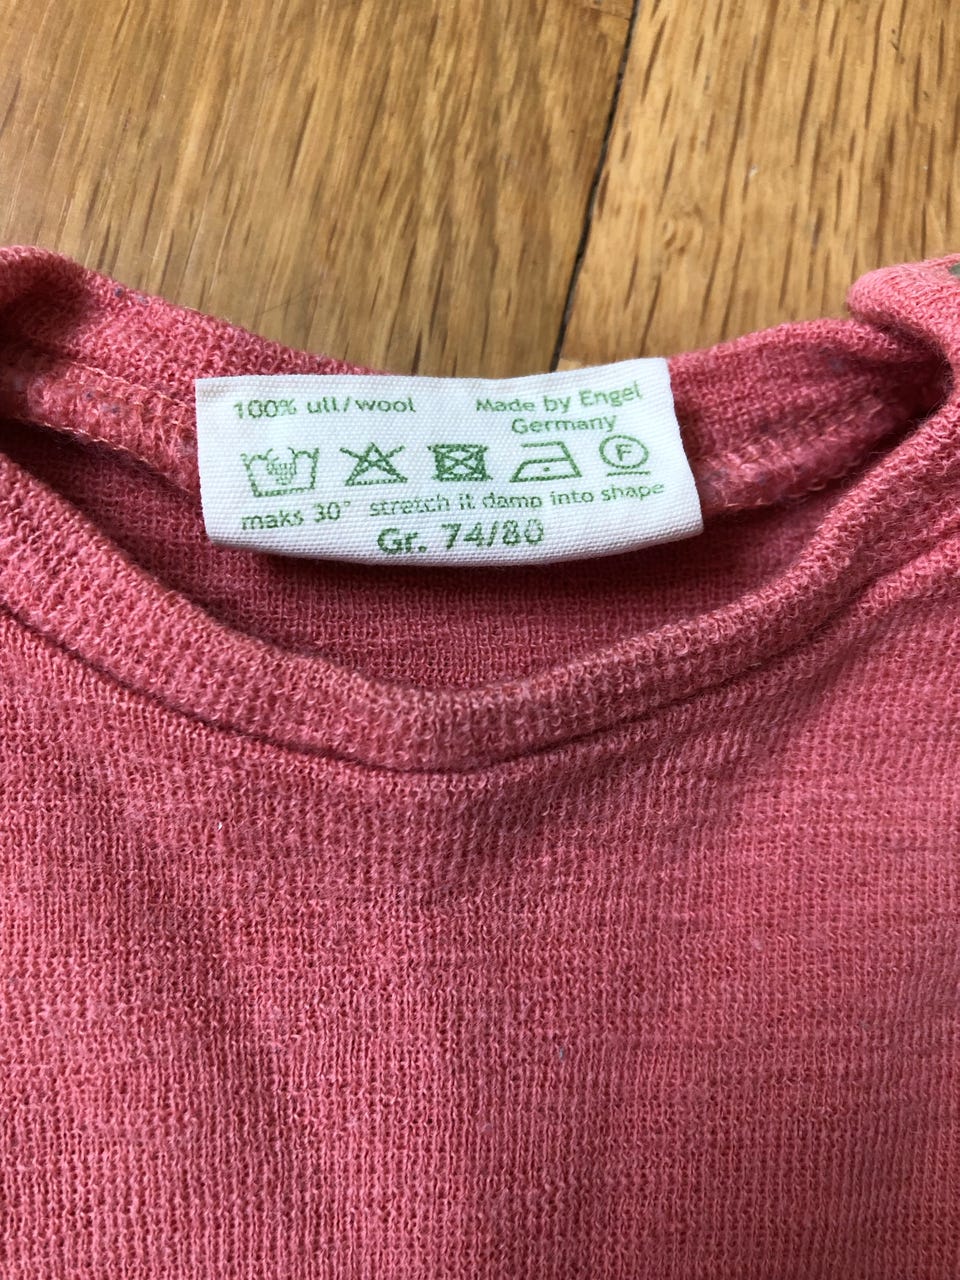 100% ull/wool
Made by Engel
Germany
F
maks 30° stretch it damp into shape
Gr. 74/80